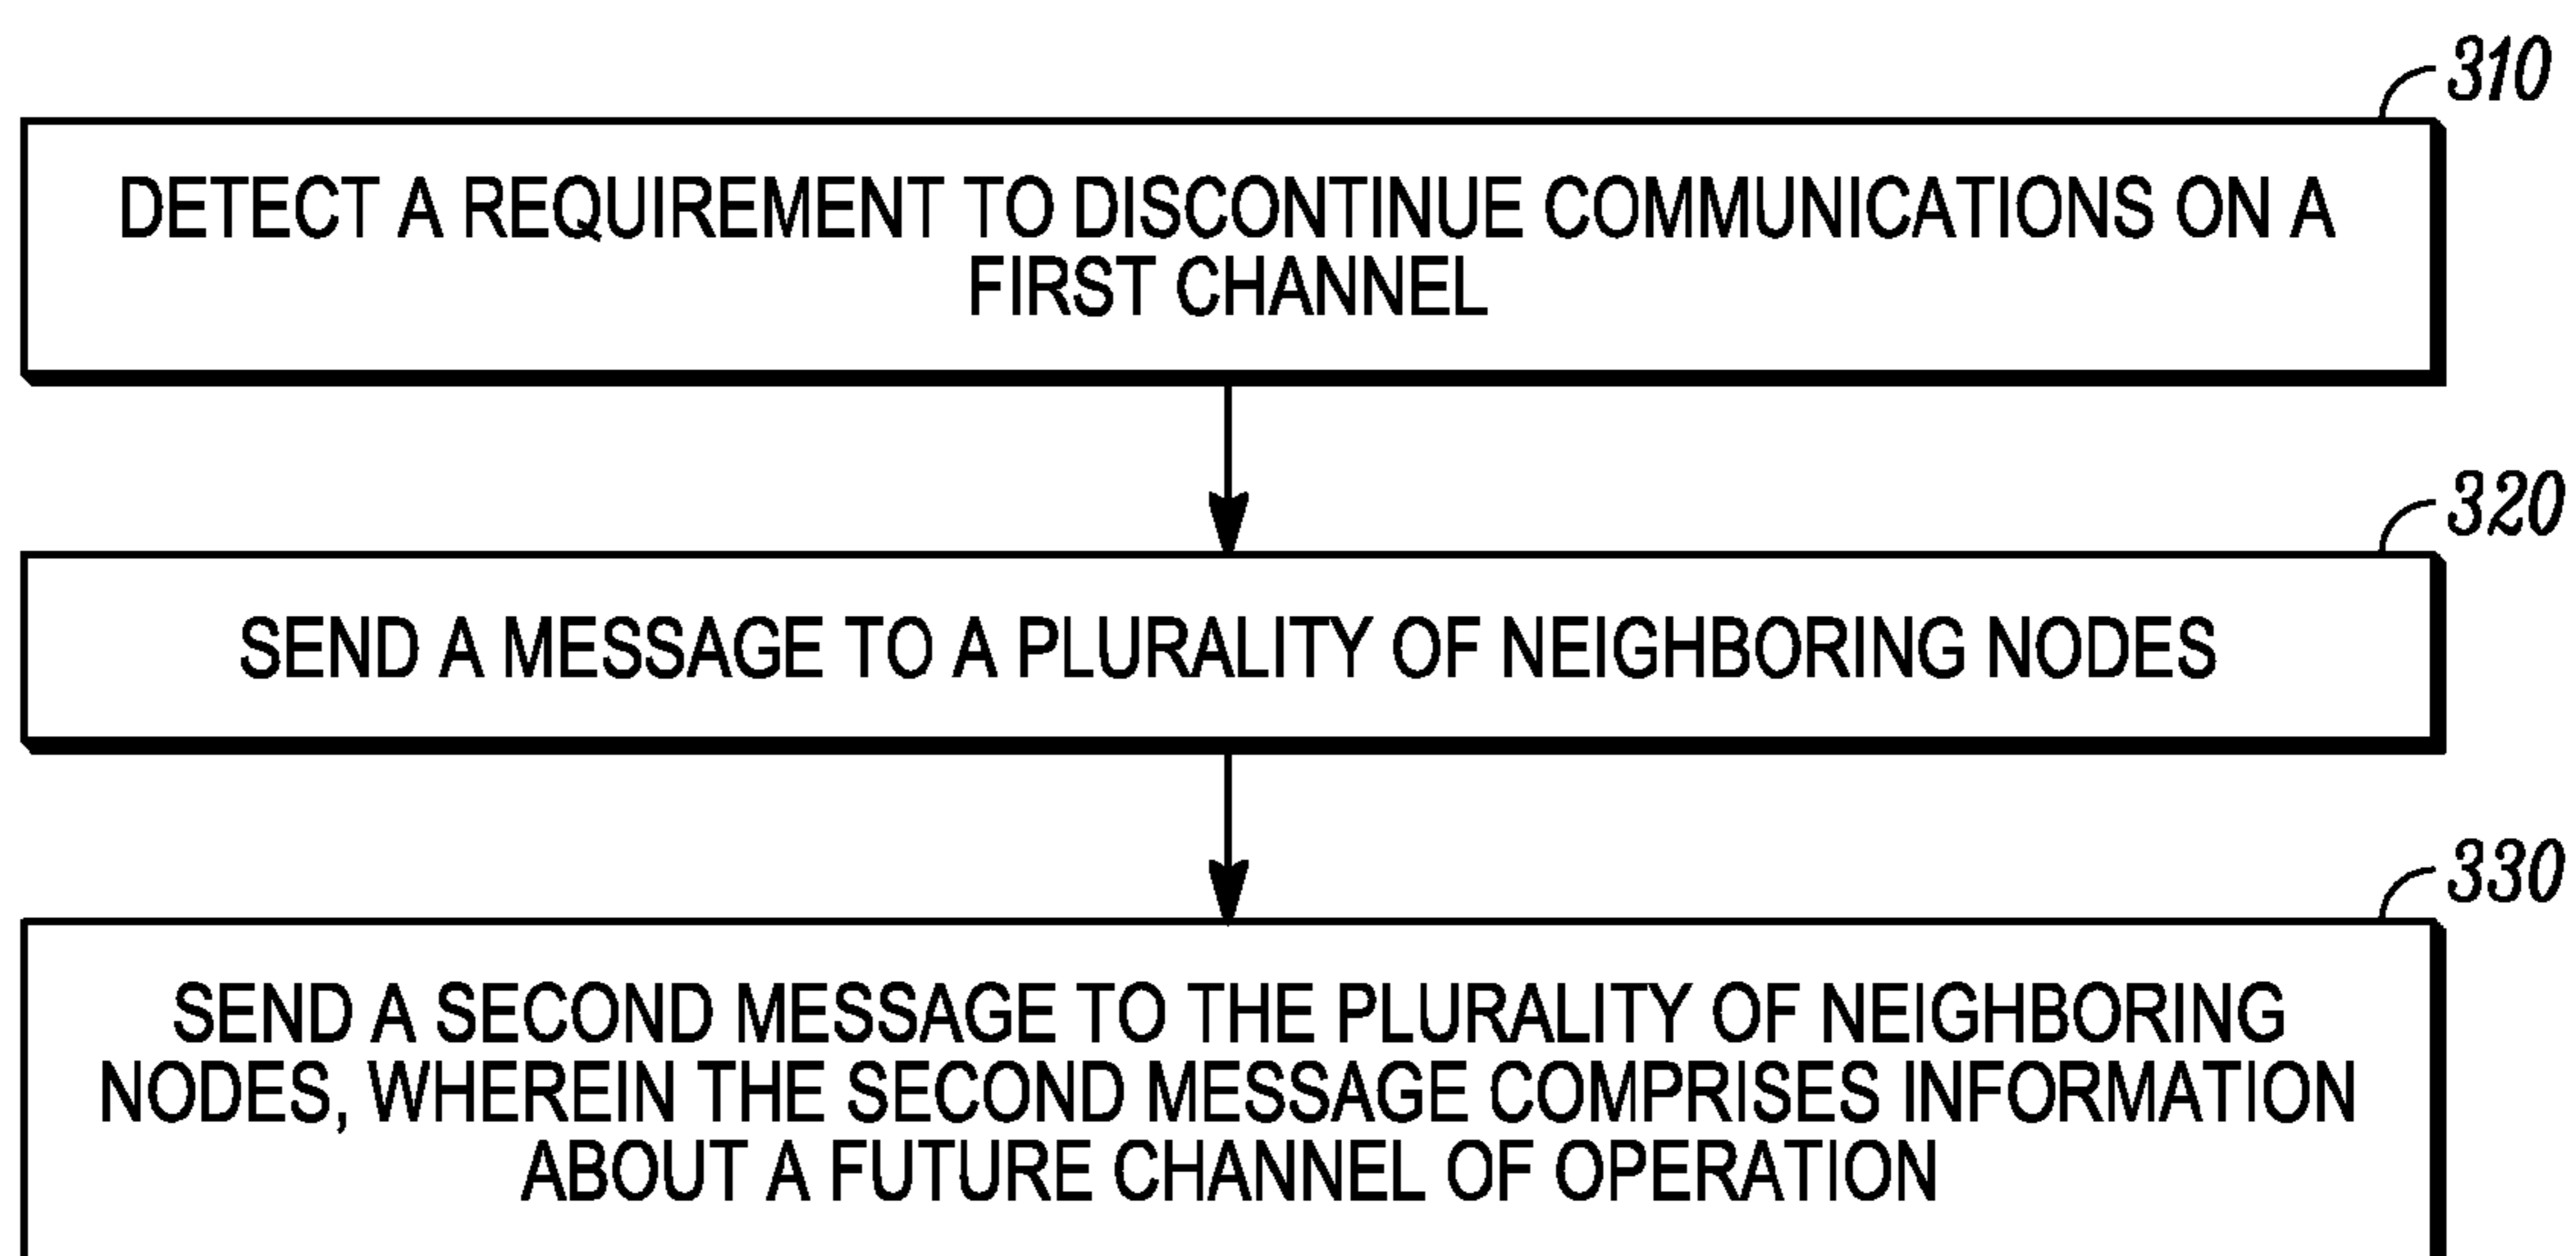 310
DETECT A REQUIREMENT TO DISCONTINUE COMMUNICATIONS ON A
FIRST CHANNEL
320
SEND A MESSAGE TO A PLURALITY OF NEIGHBORING NODES
330
SEND A SECOND MESSAGE TO THE PLURALITY OF NEIGHBORING
NODES, WHEREIN THE SECOND MESSAGE COMPRISES INFORMATION
ABOUT A FUTURE CHANNEL OF OPERATION